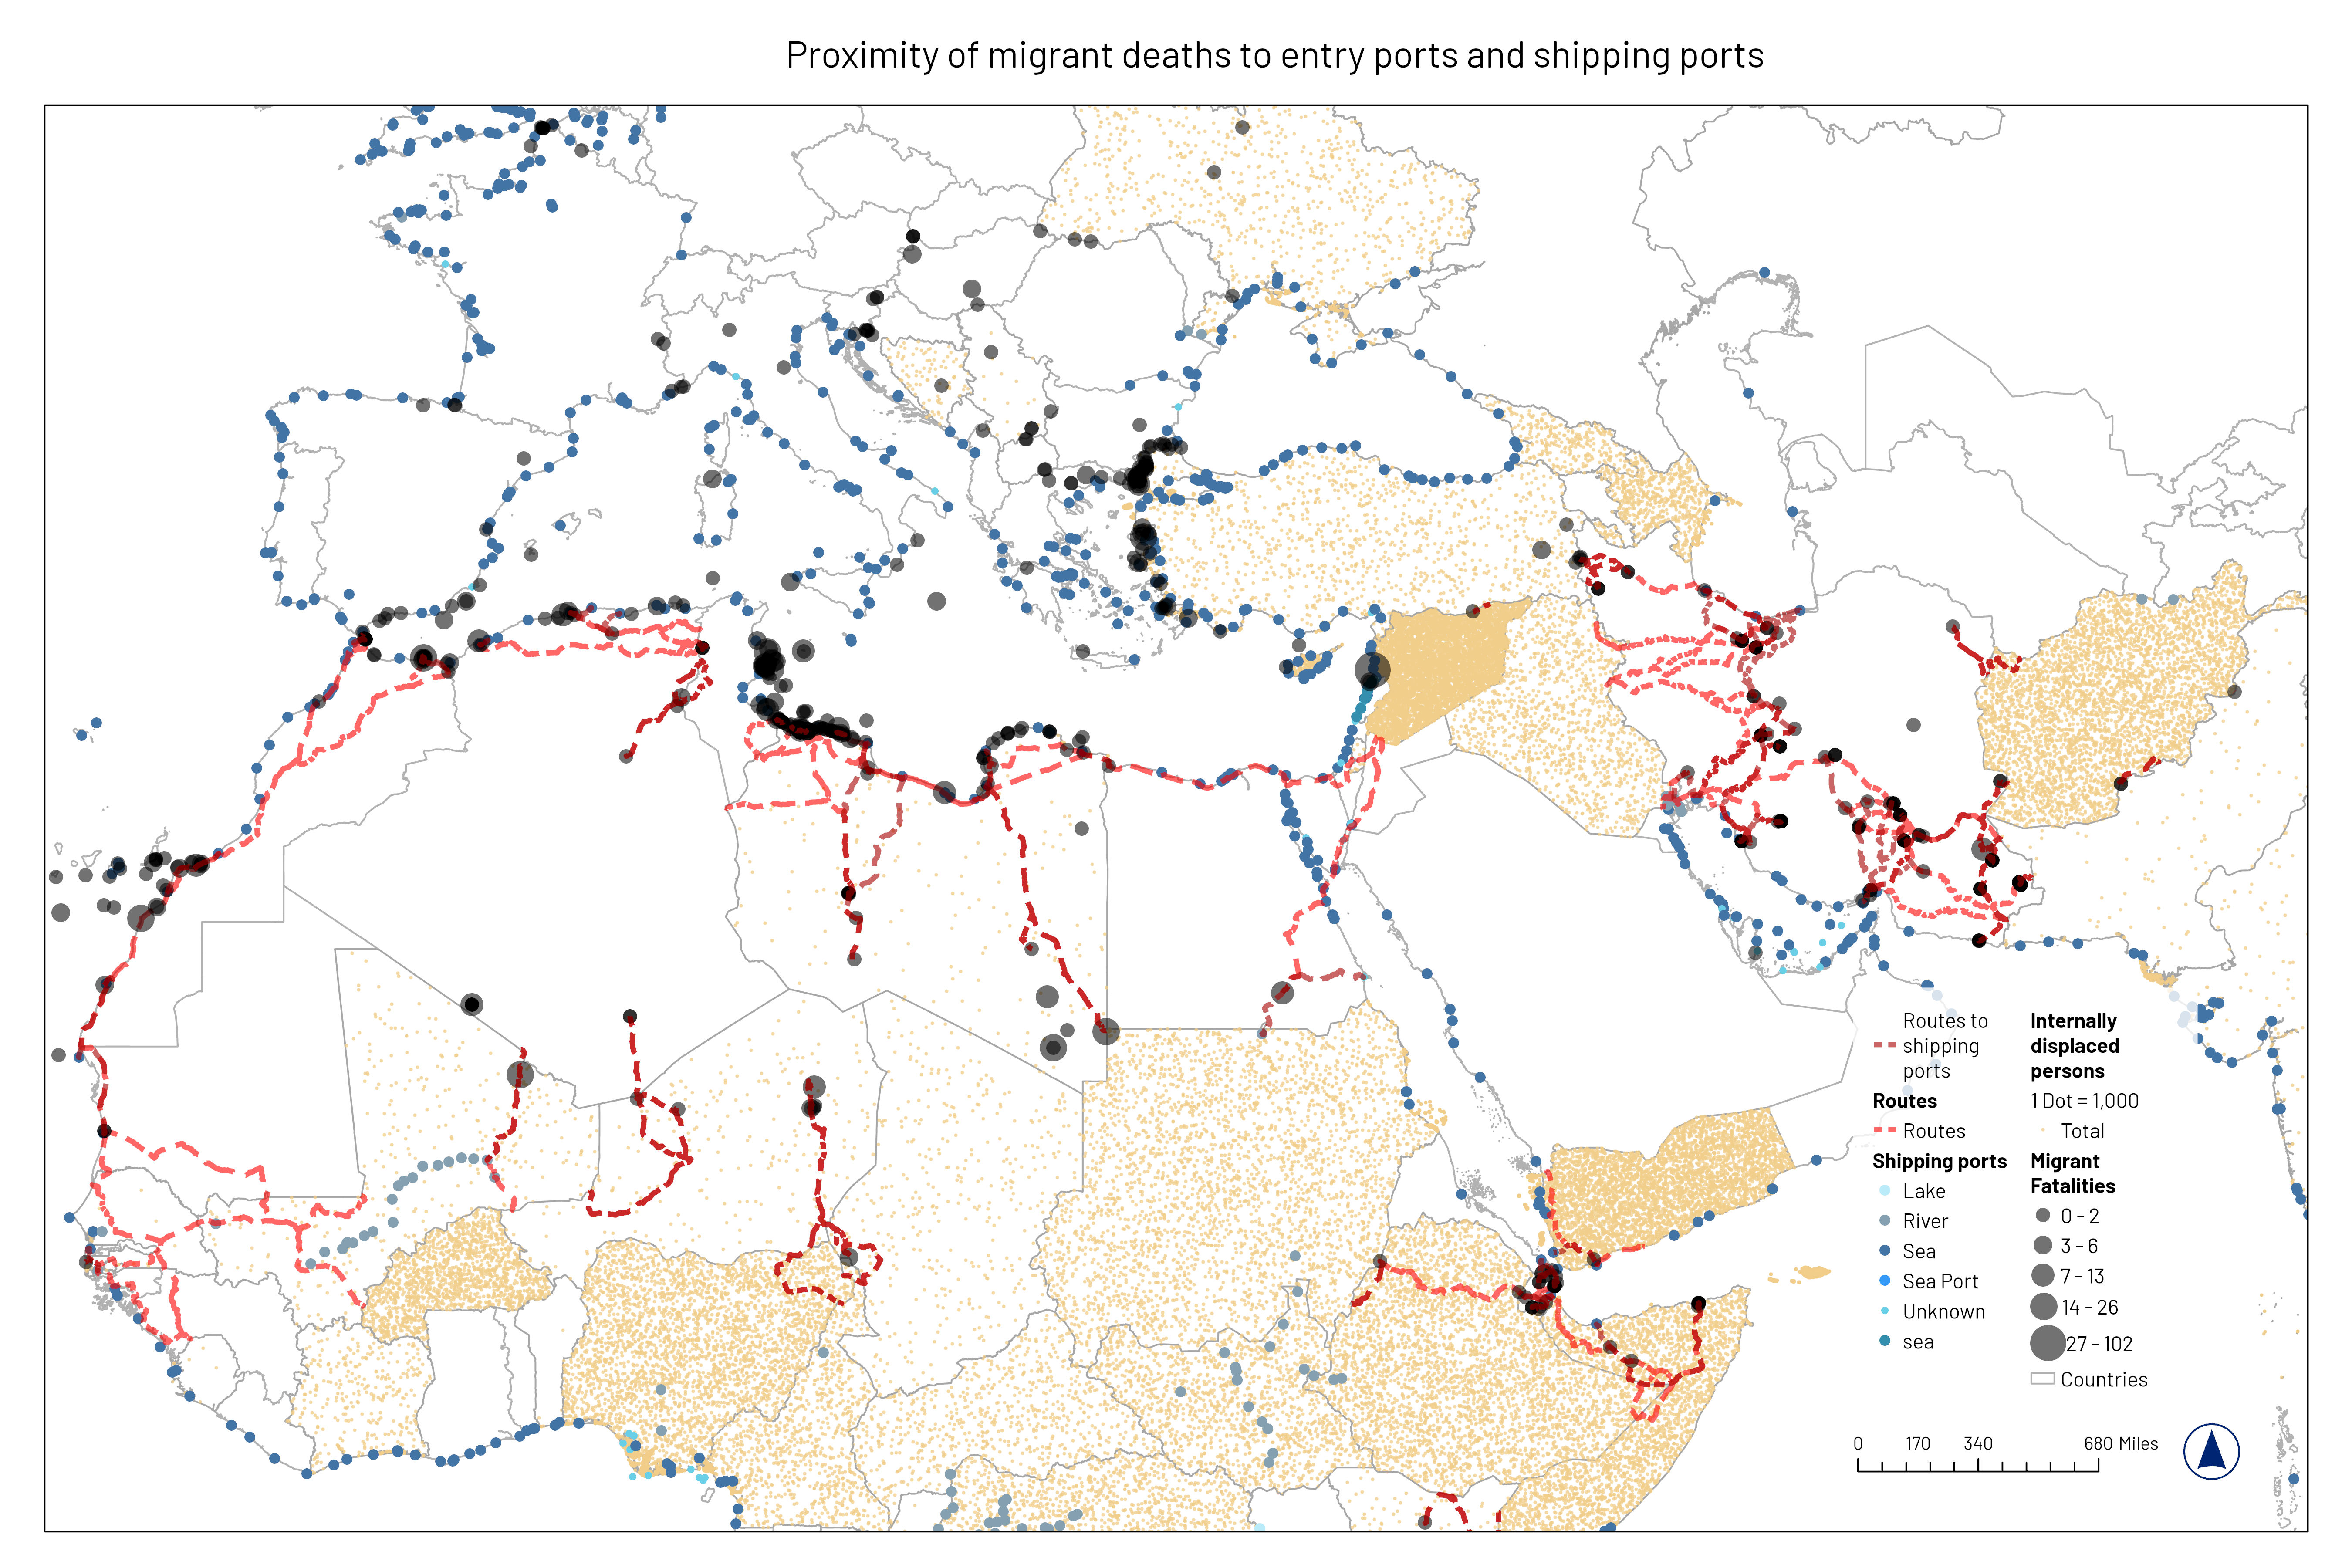 Proximity of migrant deaths to entry ports and shipping ports
Routes to
shipping
ports
Routes
Routes
Shipping ports
Lake
River
Sea
Sea Port
Unknown
sea
Internally
displaced
persons
1 Dot = 1,000
Total
Migrant
Fatalities
0 - 2
3 - 6
7 - 13
14 - 26
27 - 102
Countries
0 170 340 680 Miles